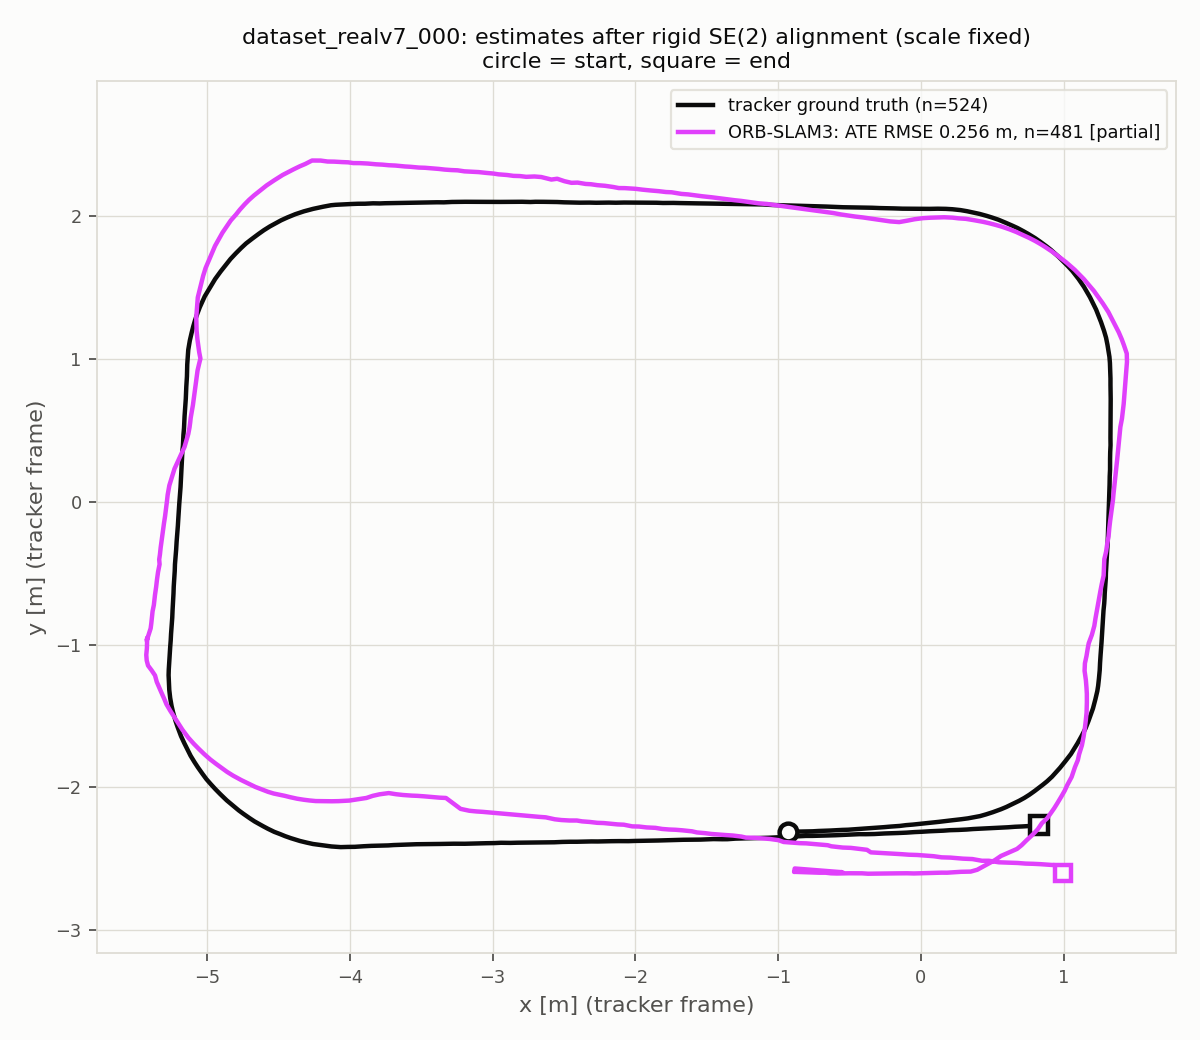 dataset_realv7_000: estimates after rigid SE(2) alignment (scale fixed)
circle = start, square = end
tracker ground truth (n=524)
ORB-SLAM3: ATE RMSE 0.256 m, n=481 [partial]
y [m] (tracker frame)
2
1
0
−1
−2
−3
−5
−4
−3
−2
−1
0
1
x [m] (tracker frame)